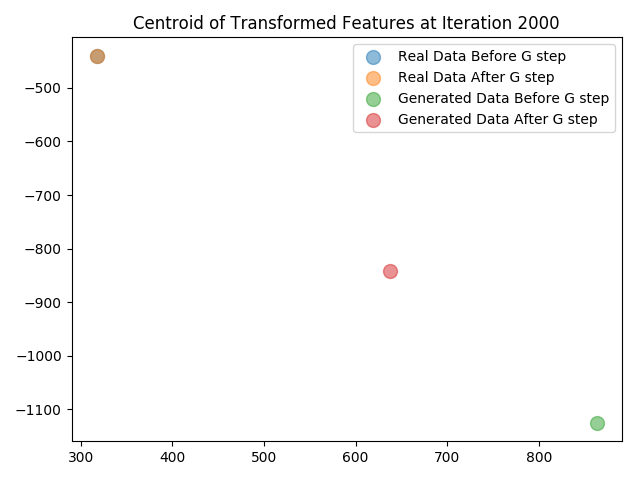 Centroid of Transformed Features at Iteration 2000
Real Data Before G step
Real Data After G step
Generated Data Before G step
Generated Data After G step
−500
−600
−700
−800
−900
−1000
−1100
300 400 500 600 700 800